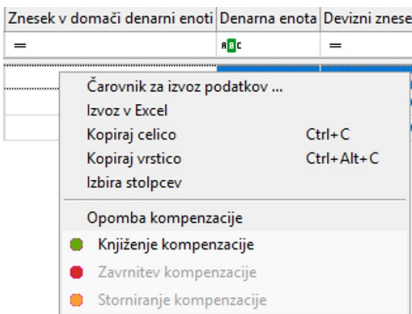 Znesek v domači denarni enoti Denarna enota Devizni znese
= ABC =
Čarovnik za izvoz podatkov ...
Izvoz v Excel
Kopiraj celico Ctrl+C
Kopiraj vrstico Ctrl+Alt+C
Izbira stolpcev
Opomba kompenzacije
Knjiženje kompenzacije
Zavrnitev kompenzacije
Storniranje kompenzacije